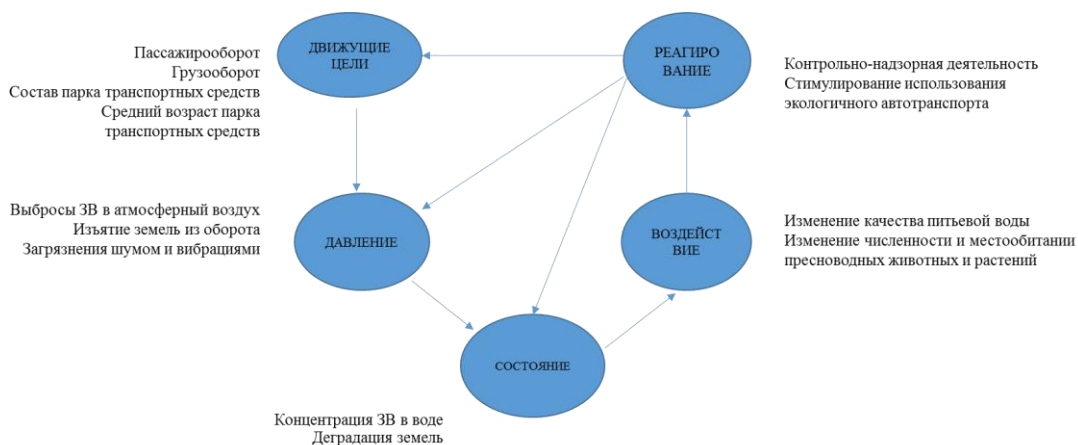 Пассажирооборот
Грузооборот
Состав парка транспортных средств
Средний возраст парка
транспортных средств
ДВИЖУЩИЕ
ЦЕЛИ
РЕАГИРО
ВАНИЕ
Контрольно-надзорная деятельность
Стимулирование использования
экологичного автотранспорта
Выбросы ЗВ в атмосферный воздух
Изъятие земель из оборота
Загрязнения шумом и вибрациями
ДАВЛЕНИЕ
ВОЗДЕЙСТ
ВИЕ
Изменение качества питьевой воды
Изменение численности и местообитании
пресноводных животных и растений
СОСТОЯНИЕ
Концентрация ЗВ в воде
Деградация земель